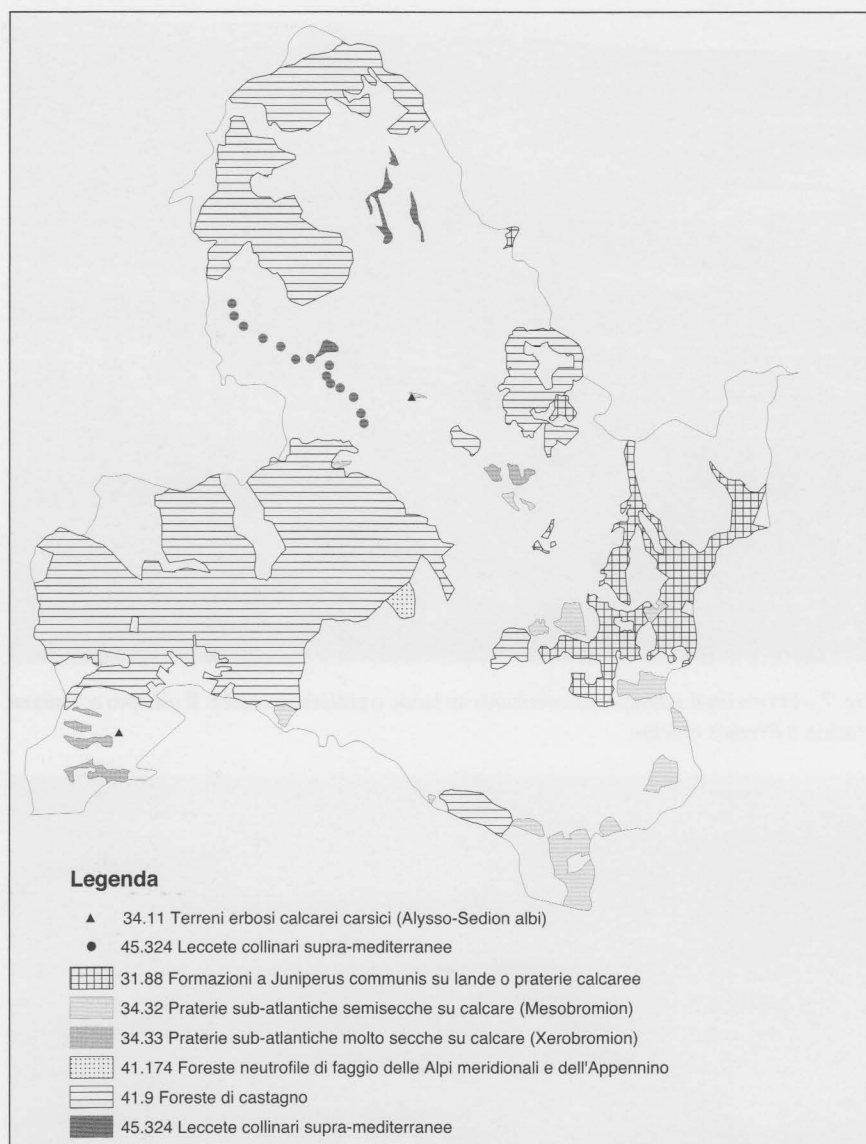 Legenda
34.11 Terreni erbosi calcarei carsici (Alysso-Sedion albi)
45.324 Leccete collinari supra-mediterranee
31.88 Formazioni a Juniperus communis su lande o praterie calcaree
34.32 Praterie sub-atlantiche semisecche su calcare (Mesobromion)
34.33 Praterie sub-atlantiche molto secche su calcare (Xerobromion)
41.174 Foreste neutrofile di faggio delle Alpi meridionali e dell'Appennino
41.9 Foreste di castagno
45.324 Leccete collinari supra-mediterranee